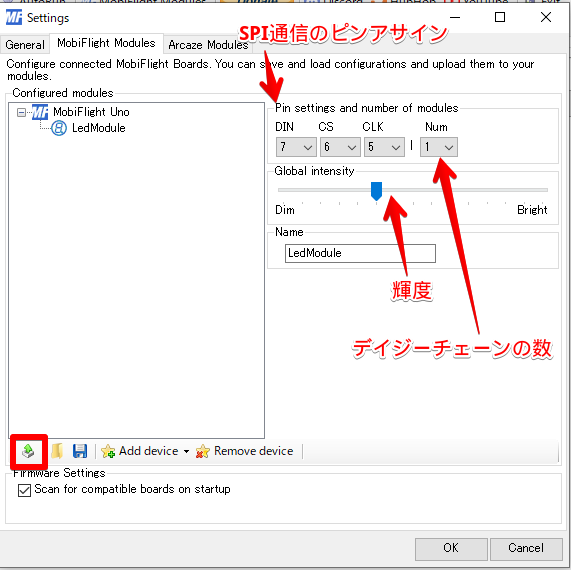 MF Settings
SPI通信のピンアサイン
General MobiFlight Modules Arcaze Modules
Configure connected MobiFlight Boards. You can save and load configurations and upload them to your
modules.
Configured modules
MF MobiFlight Uno
LedModule
Pin settings and number of modules
DIN CS CLK Num
7 6 5 | 1
Global intensity
Dim Bright
Name
LedModule
輝度
デイジーチェーンの数
Add device Remove device
Firmware Settings
Scan for compatible boards on startup
OK Cancel